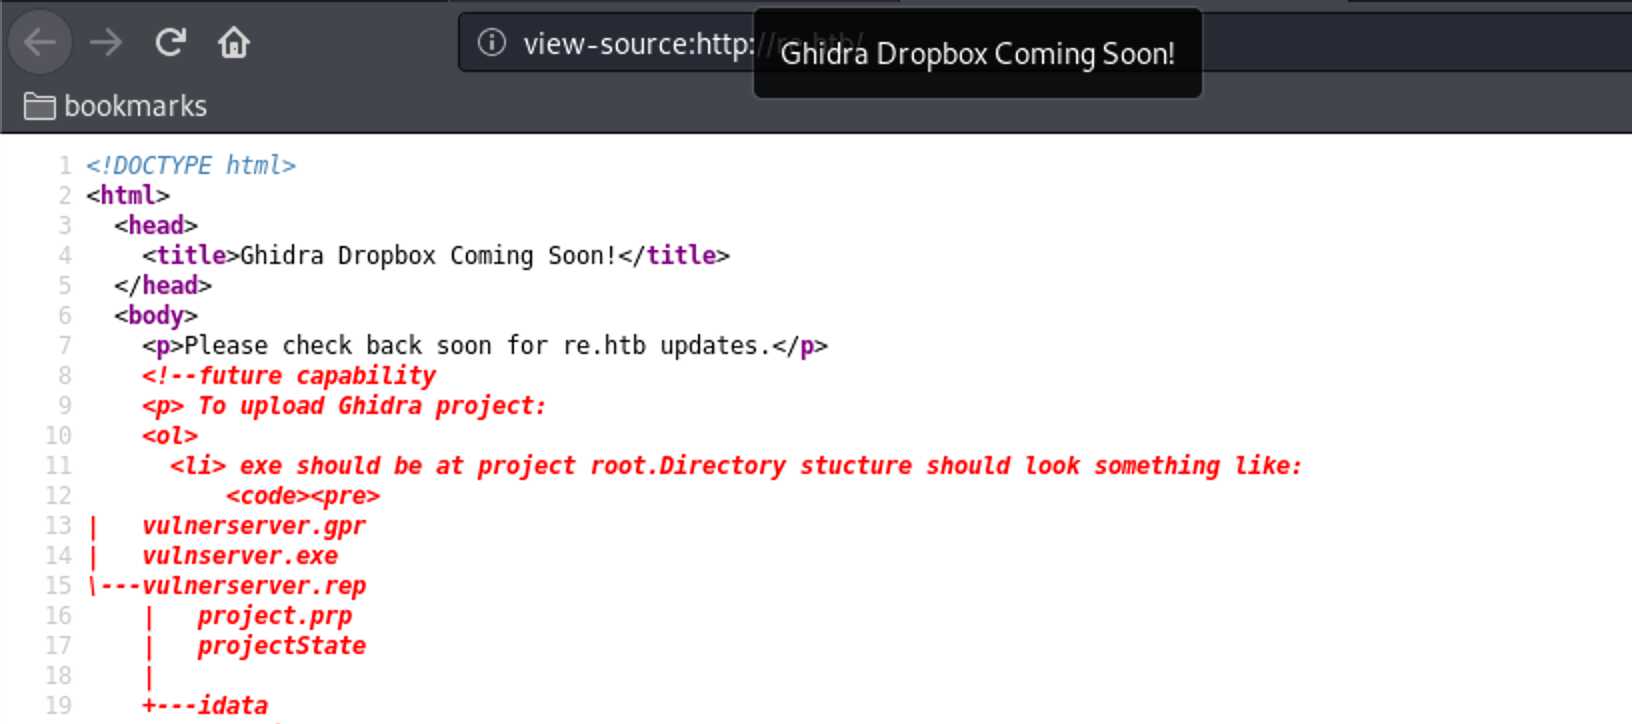 view-source:http://re.htb/
Ghidra Dropbox Coming Soon!
bookmarks
1 <!DOCTYPE html>
2 <html>
3 <head>
4 <title>Ghidra Dropbox Coming Soon!</title>
5 </head>
6 <body>
7 <p>Please check back soon for re.htb updates.</p>
8 <!--future capability
9 <p> To upload Ghidra project:
10 <ol>
11 <li> exe should be at project root.Directory stucture should look something like:
12 <code><pre>
13 | vulnerserver.gpr
14 | vulnserver.exe
15 \---vulnerserver.rep
16 | project.prp
17 | projectState
18 |
19 +---idata